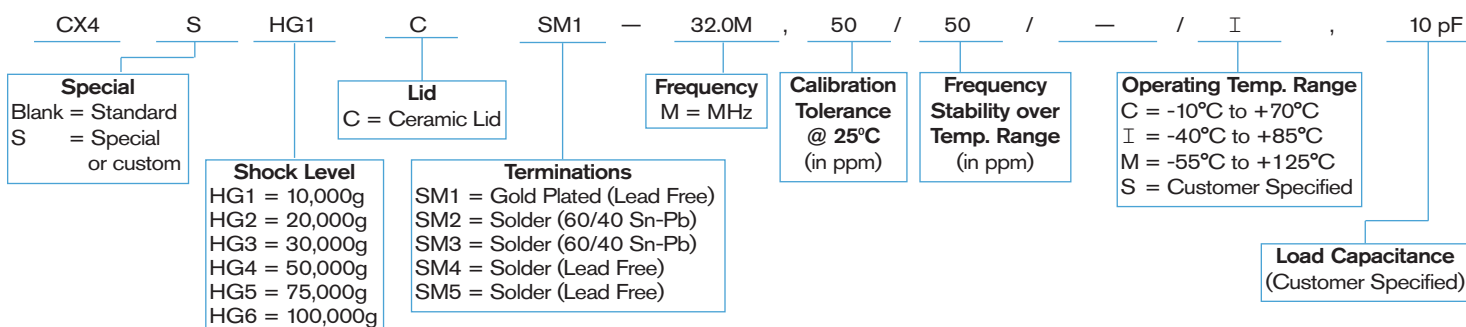 CX4 S HG1 C SM1 — 32.0M , 50 / 50 / — / I , 10 pF
Special
Blank = Standard
S = Special
or custom
Shock Level
HG1 = 10,000g
HG2 = 20,000g
HG3 = 30,000g
HG4 = 50,000g
HG5 = 75,000g
HG6 = 100,000g
Lid
C = Ceramic Lid
Terminations
SM1 = Gold Plated (Lead Free)
SM2 = Solder (60/40 Sn-Pb)
SM3 = Solder (60/40 Sn-Pb)
SM4 = Solder (Lead Free)
SM5 = Solder (Lead Free)
Frequency
M = MHz
Calibration
Tolerance
@ 25°C
(in ppm)
Frequency
Stability over
Temp. Range
(in ppm)
Operating Temp. Range
C = -10°C to +70°C
I = -40°C to +85°C
M = -55°C to +125°C
S = Customer Specified
Load Capacitance
(Customer Specified)